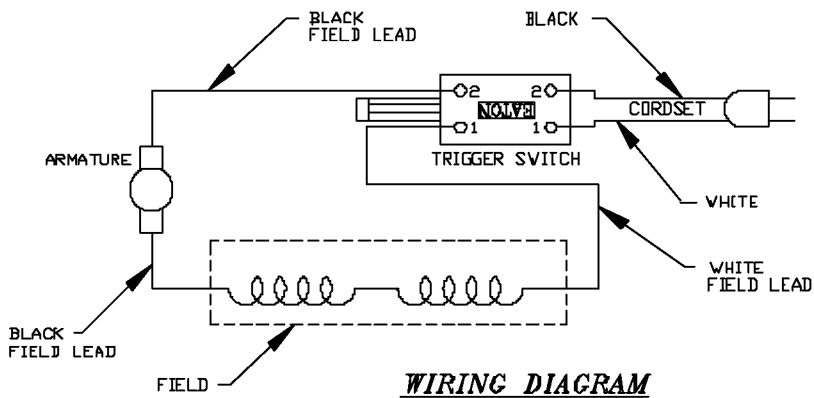 BLACK
FIELD LEAD
BLACK
2 2
EATON
CORDSET
1 1
ARMATURE
TRIGGER SWITCH
WHITE
WHITE
FIELD LEAD
BLACK
FIELD LEAD
FIELD
WIRING DIAGRAM